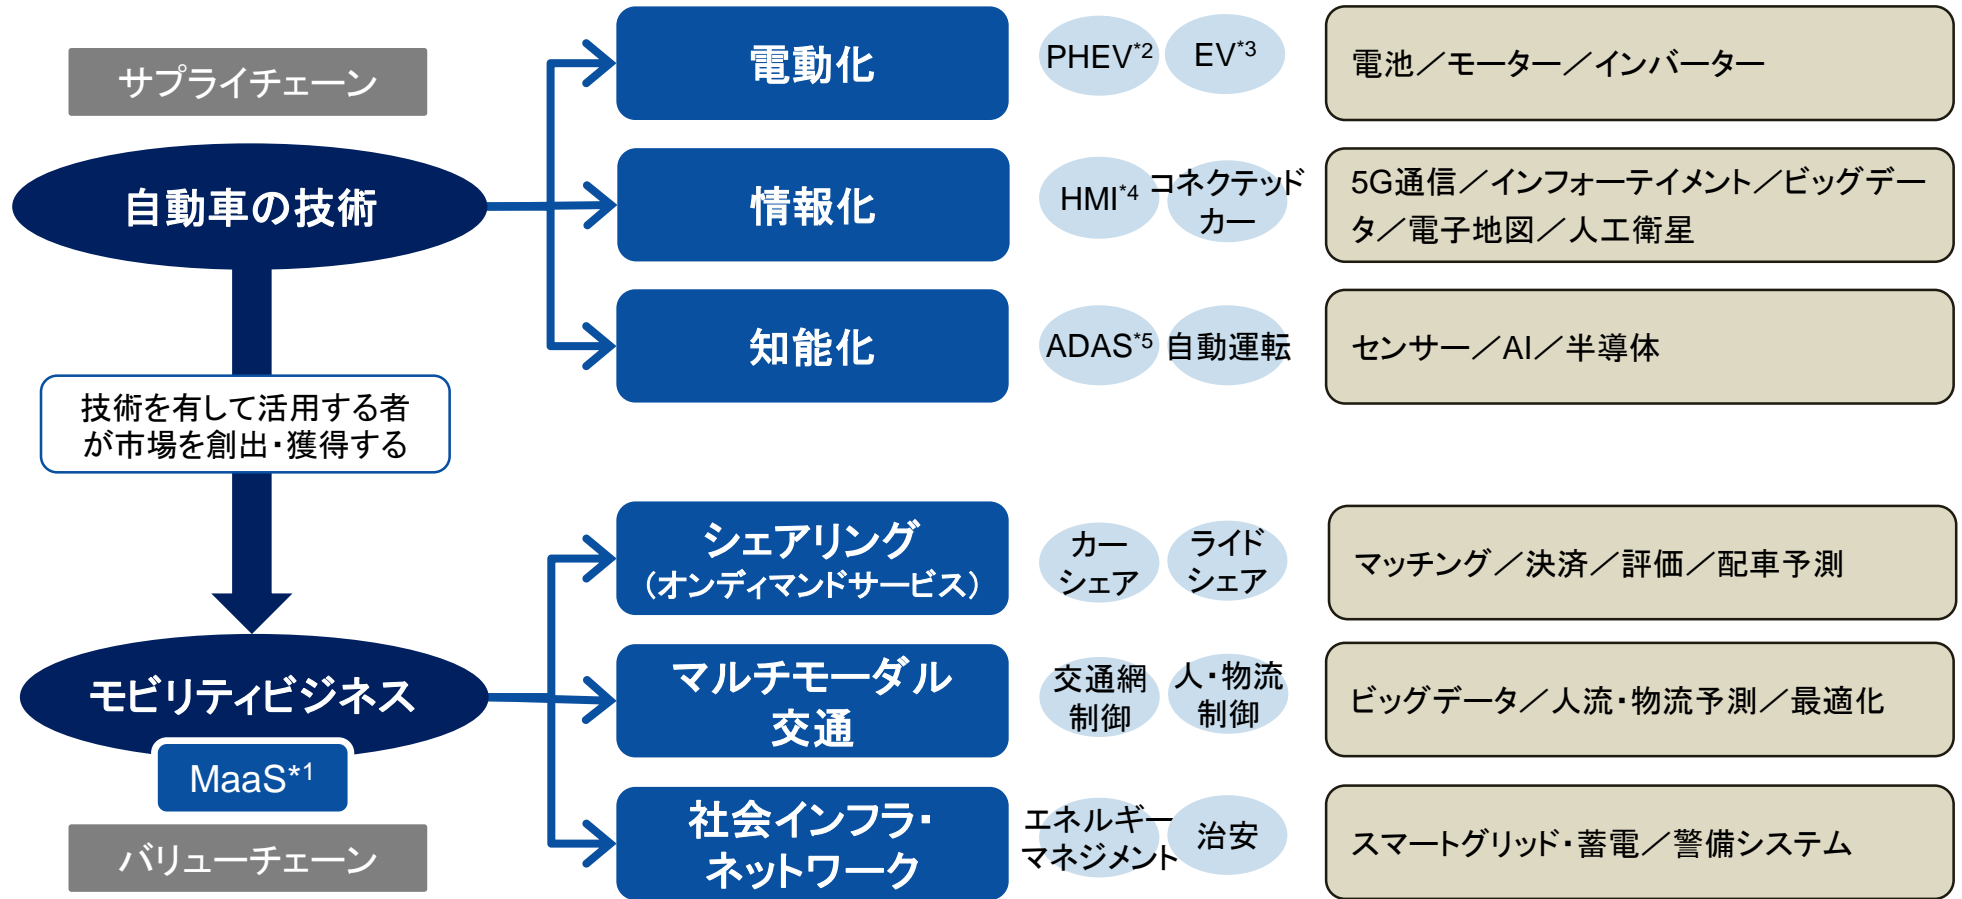 サプライチェーン
自動車の技術
技術を有して活用する者
が市場を創出・獲得する
モビリティビジネス
MaaS*1
バリューチェーン
電動化
PHEV*2
EV*3
電池／モーター／インバーター
情報化
HMI*4
コネクテッド
カー
5G通信／インフォーテイメント／ビッグデー
タ／電子地図／人工衛星
知能化
ADAS*5
自動運転
センサー／AI／半導体
シェアリング
（オンディマンドサービス）
カー
シェア
ライド
シェア
マッチング／決済／評価／配車予測
マルチモーダル
交通
交通網
制御
人・物流
制御
ビッグデータ／人流・物流予測／最適化
社会インフラ・
ネットワーク
エネルギー
マネジメント
治安
スマートグリッド・蓄電／警備システム